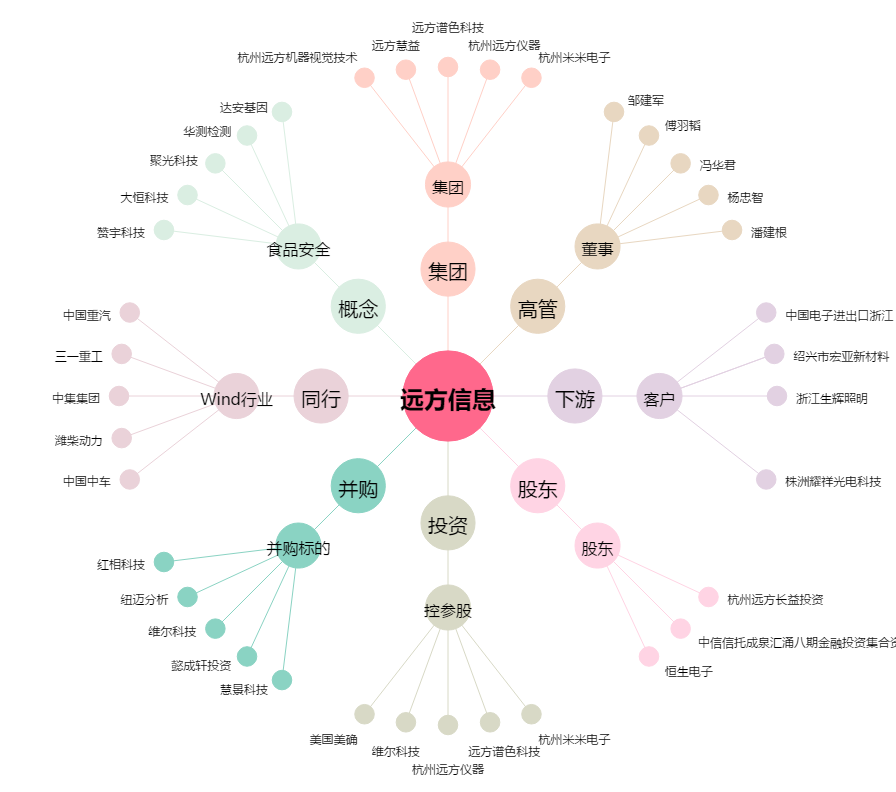 远方谱色科技
远方慧益
杭州远方仪器
杭州远方机器视觉技术
杭州米米电子
集团
集团
达安基因
华测检测
聚光科技
大恒科技
赞宇科技
食品安全
概念
邹建军
傅羽韬
冯华君
杨忠智
潘建根
董事
高管
中国重汽
三一重工
中集集团
潍柴动力
中国中车
Wind行业
同行
远方信息
下游
客户
中国电子进出口浙江
绍兴市宏亚新材料
浙江生辉照明
株洲耀祥光电科技
并购
并购标的
红相科技
纽迈分析
维尔科技
懿成轩投资
慧景科技
投资
控参股
美国美确
维尔科技
杭州远方仪器
远方谱色科技
杭州米米电子
股东
股东
杭州远方长益投资
中信信托成泉汇涌八期金融投资集合资
恒生电子